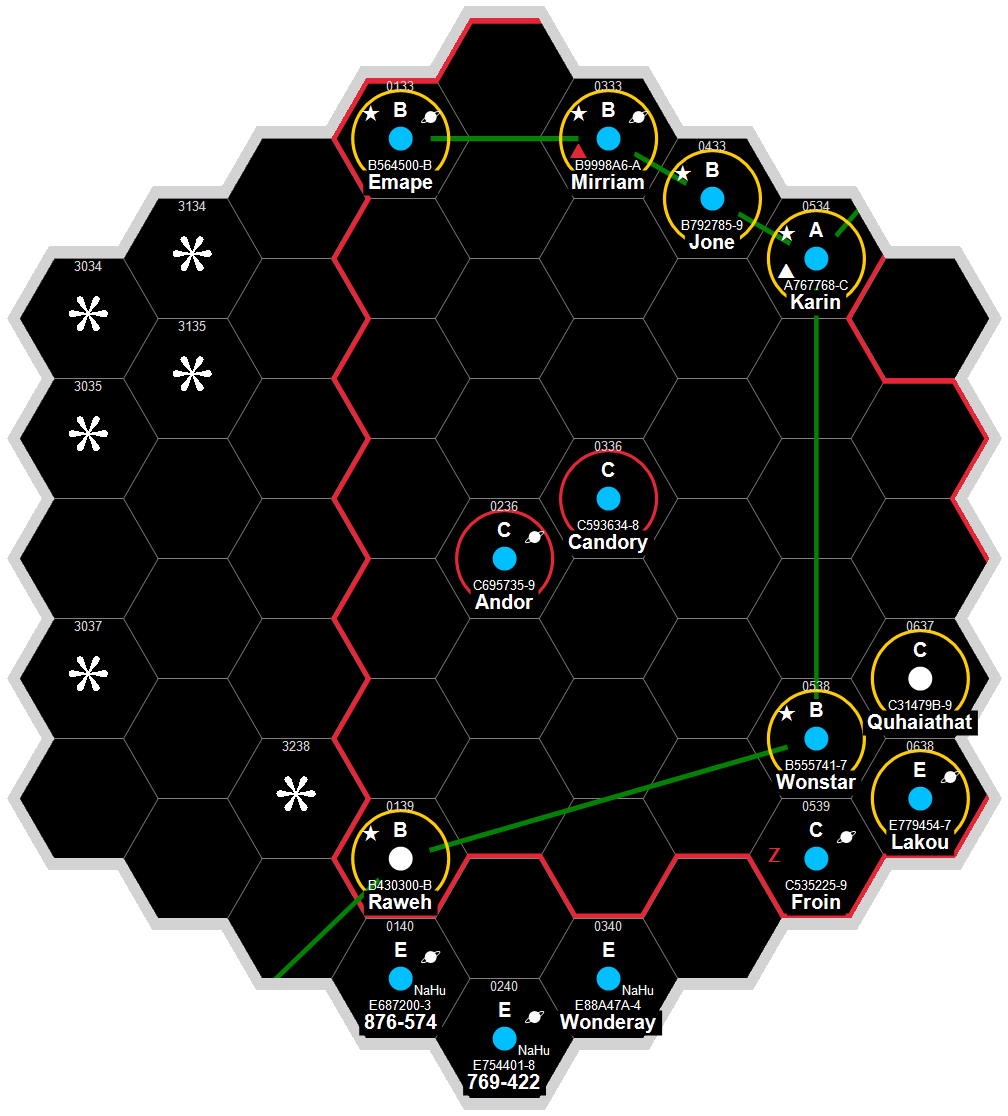 0133
B
B564500-B
Emape
0333
B
B9998A6-A
Mirriam
0433
B
B792785-9
Jone
0534
A
A767768-C
Karin
3134
3034
3135
3035
0336
C
C593634-8
Candory
0236
C
C695735-9
Andor
3037
0637
C
C31479B-9
Quhaiathat
0538
B
B555741-7
Wonstar
3238
0638
E
E779454-7
Lakou
0139
B
B430300-B
Raweh
0539
C
Z
C535225-9
Froin
0140
E
NaHu
E687200-3
876-574
0340
E
NaHu
E88A47A-4
Wonderay
0240
E
NaHu
E754401-8
769-422